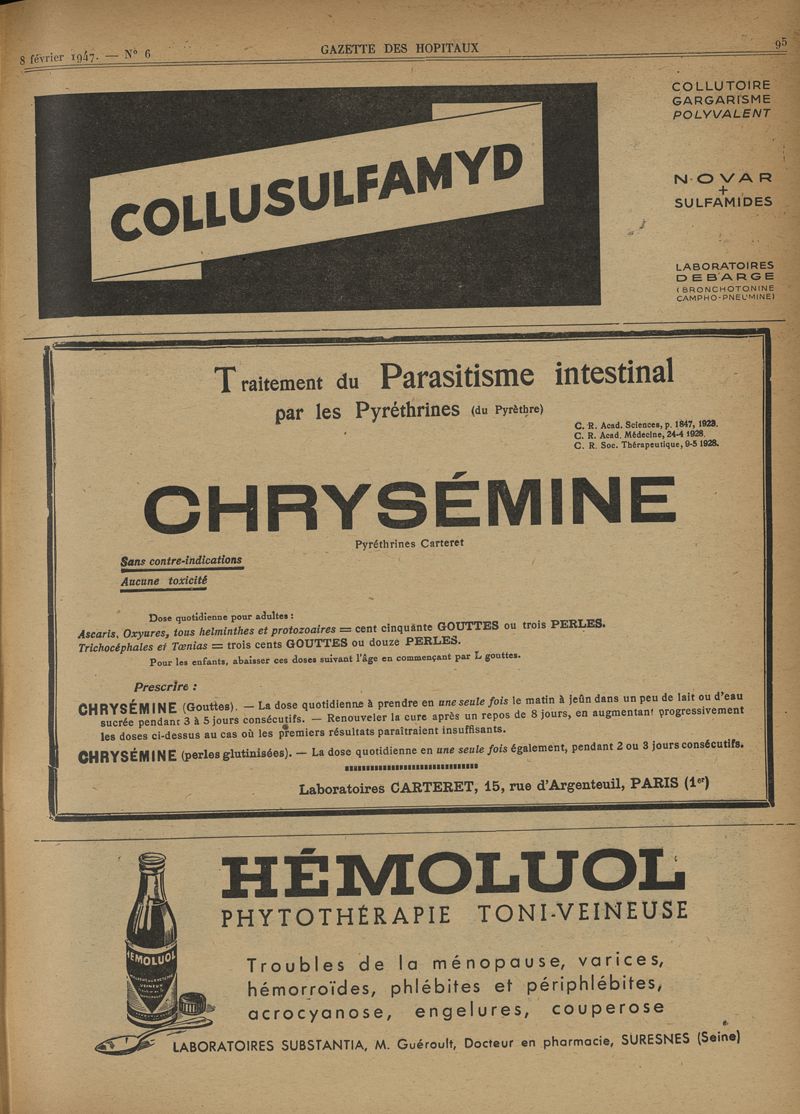 8 février 1947. — N° 6
GAZETTE DES HOPITAUX
95
COLLUSULFAMYD
COLLUTOIRE
GARGARISME
POLYVALENT
NOVAR
+
SULFAMIDES
LABORATOIRES
DEBARGE
(BRONCHOTONINE
CAMPHO-PNEUMINE)
Traitement du Parasitisme intestinal
par les Pyréthrines (du Pyrèthre)
C. R. Acad. Sciences, p. 1847, 1923.
C. R. Acad. Médecine, 24-4 1928.
C. R. Soc. Thérapeutique, 9-5 1928.
CHRYSÉMINE
Pyréthrines Carteret
Sans contre-indications
Aucune toxicité
Dose quotidienne pour adultes :
Ascaris, Oxyures, tous helminthes et protozoaires = cent cinquante GOUTTES ou trois PERLES.
Trichocéphales et Tœnias = trois cents GOUTTES ou douze PERLES.
Pour les enfants, abaisser ces doses suivant l'âge en commençant par L gouttes.
Prescrire :
CHRYSÉMINE (Gouttes). — La dose quotidienne à prendre en une seule fois le matin à jeûn dans un peu de lait ou d'eau
sucrée pendant 3 à 5 jours consécutifs. — Renouveler la cure après un repos de 8 jours, en augmentant progressivement
les doses ci-dessus au cas où les premiers résultats paraîtraient insuffisants.
CHRYSÉMINE (perles glutinisées). — La dose quotidienne en une seule fois également, pendant 2 ou 3 jours consécutifs.
Laboratoires CARTERET, 15, rue d'Argenteuil, PARIS (1er)
HÉMOLUOL
PHYTOTHÉRAPIE TONI-VEINEUSE
HEMOLUOL
Troubles de la ménopause, varices,
hémorroïdes, phlébites et périphlébites,
acrocyanose, engelures, couperose
LABORATOIRES SUBSTANTIA, M. Guéroult, Docteur en pharmacie, SURESNES (Seine)